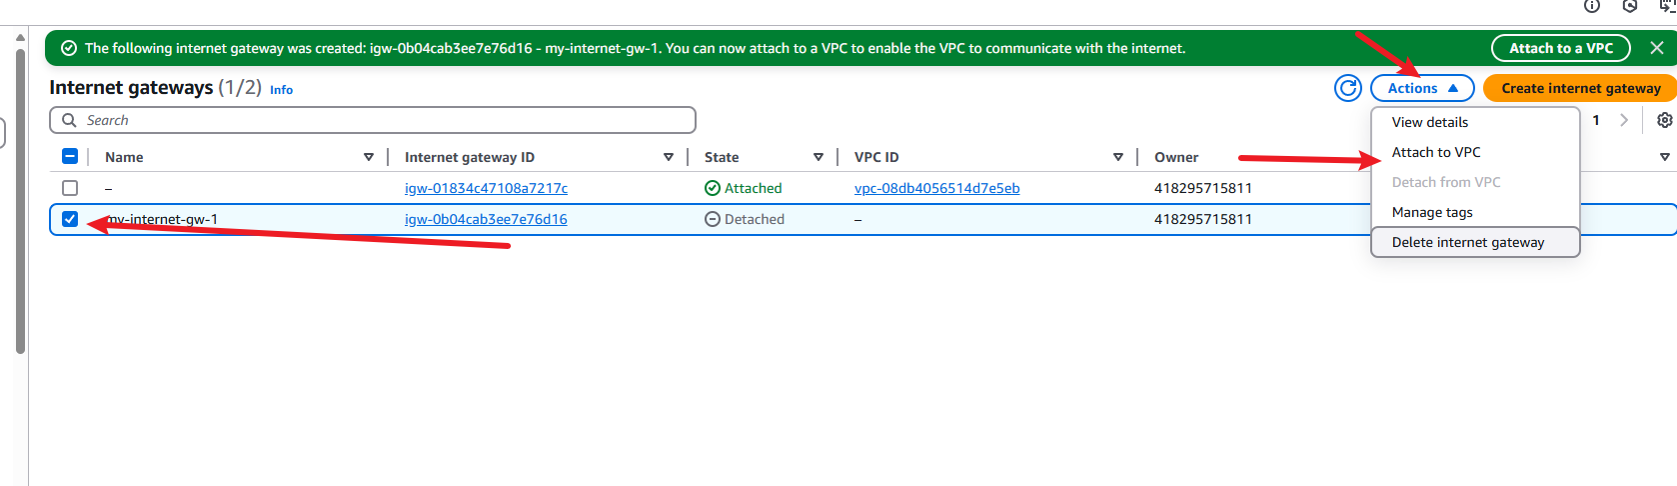 The following internet gateway was created: igw-0b04cab3ee7e76d16 - my-internet-gw-1. You can now attach to a VPC to enable the VPC to communicate with the internet. Attach to a VPC
Internet gateways (1/2) Info Actions Create internet gateway
Search 1
Name Internet gateway ID State VPC ID Owner
– igw-01834c47108a7217c Attached vpc-08db4056514d7e5eb 418295715811
my-internet-gw-1 igw-0b04cab3ee7e76d16 Detached – 418295715811
View details
Attach to VPC
Detach from VPC
Manage tags
Delete internet gateway